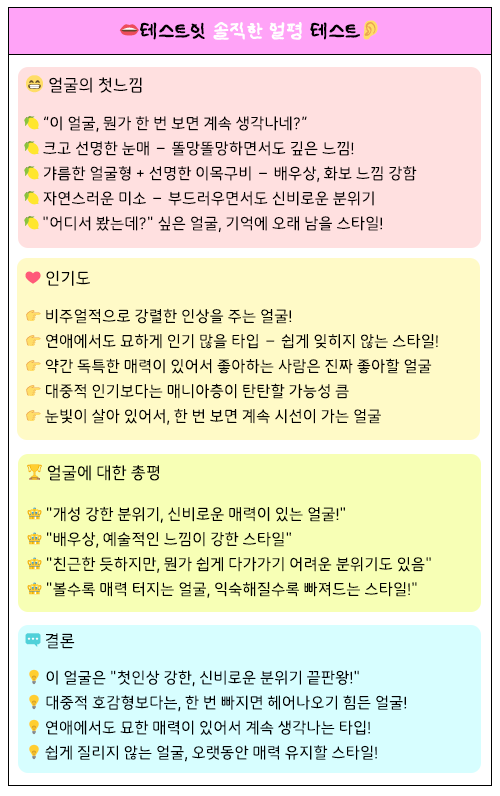 테스트잇 솔직한 얼평 테스트
얼굴의 첫느낌
“이 얼굴, 뭔가 한 번 보면 계속 생각나네?”
크고 선명한 눈매 – 똘망똘망하면서도 깊은 느낌!
갸름한 얼굴형 + 선명한 이목구비 – 배우상, 화보 느낌 강함
자연스러운 미소 – 부드러우면서도 신비로운 분위기
"어디서 봤는데?" 싶은 얼굴, 기억에 오래 남을 스타일!
인기도
비주얼적으로 강렬한 인상을 주는 얼굴!
연애에서도 묘하게 인기 많을 타입 – 쉽게 잊히지 않는 스타일!
약간 독특한 매력이 있어서 좋아하는 사람은 진짜 좋아할 얼굴
대중적 인기보다는 매니아층이 탄탄할 가능성 큼
눈빛이 살아 있어서, 한 번 보면 계속 시선이 가는 얼굴
얼굴에 대한 총평
"개성 강한 분위기, 신비로운 매력이 있는 얼굴!"
"배우상, 예술적인 느낌이 강한 스타일"
"친근한 듯하지만, 뭔가 쉽게 다가가기 어려운 분위기도 있음"
"볼수록 매력 터지는 얼굴, 익숙해질수록 빠져드는 스타일!"
결론
이 얼굴은 "첫인상 강한, 신비로운 분위기 끝판왕!"
대중적 호감형보다는, 한 번 빠지면 헤어나오기 힘든 얼굴!
연애에서도 묘한 매력이 있어서 계속 생각나는 타입!
쉽게 질리지 않는 얼굴, 오랫동안 매력 유지할 스타일!